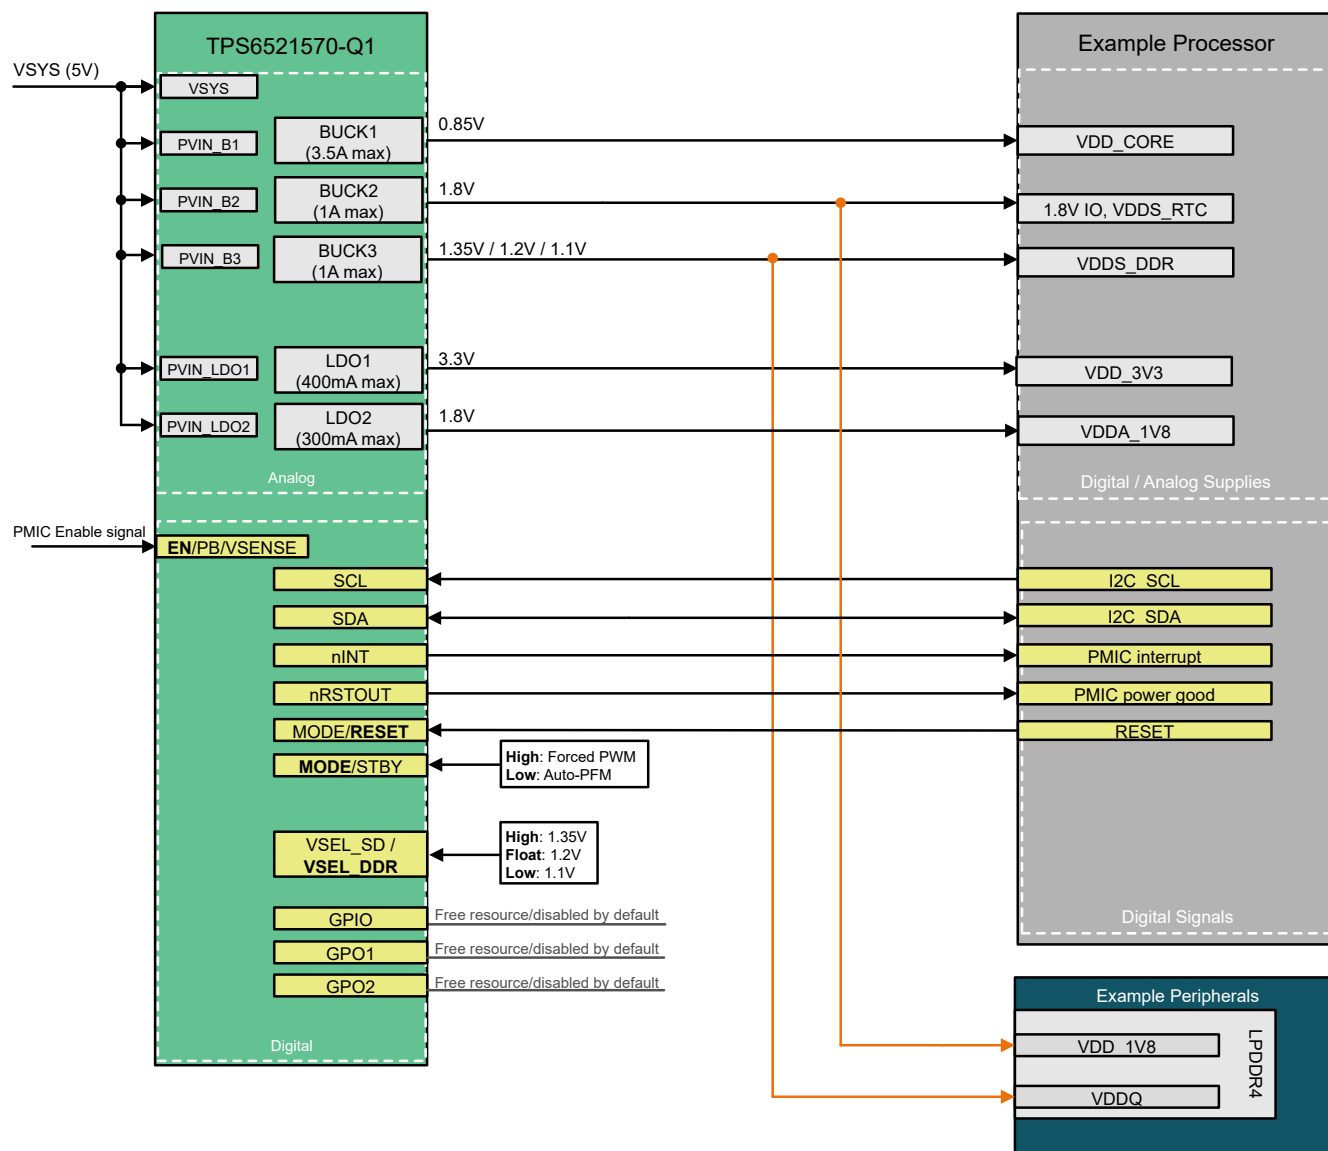 TPS6521570-Q1
Example Processor
VSYS (5V)
VSYS
PVIN_B1
BUCK1
(3.5A max)
0.85V
VDD_CORE
PVIN_B2
BUCK2
(1A max)
1.8V
1.8V IO, VDDS_RTC
PVIN_B3
BUCK3
(1A max)
1.35V / 1.2V / 1.1V
VDDS_DDR
PVIN_LDO1
LDO1
(400mA max)
3.3V
VDD_3V3
PVIN_LDO2
LDO2
(300mA max)
1.8V
VDDA_1V8
Analog
Digital / Analog Supplies
PMIC Enable signal
EN/PB/VSENSE
SCL
I2C_SCL
SDA
I2C_SDA
nINT
PMIC interrupt
nRSTOUT
PMIC power good
MODE/RESET
RESET
MODE/STBY
High: Forced PWM
Low: Auto-PFM
VSEL_SD /
VSEL_DDR
High: 1.35V
Float: 1.2V
Low: 1.1V
GPIO
Free resource/disabled by default
GPO1
Free resource/disabled by default
GPO2
Free resource/disabled by default
Digital Signals
Digital
Example Peripherals
VDD_1V8
VDDQ
LPDDR4